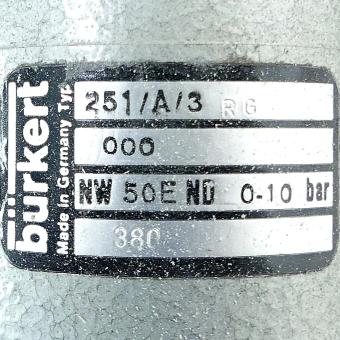 bürkert
Made in Germany Typ
251/A/3 RG
000
NW 50E ND 0-10 bar
380